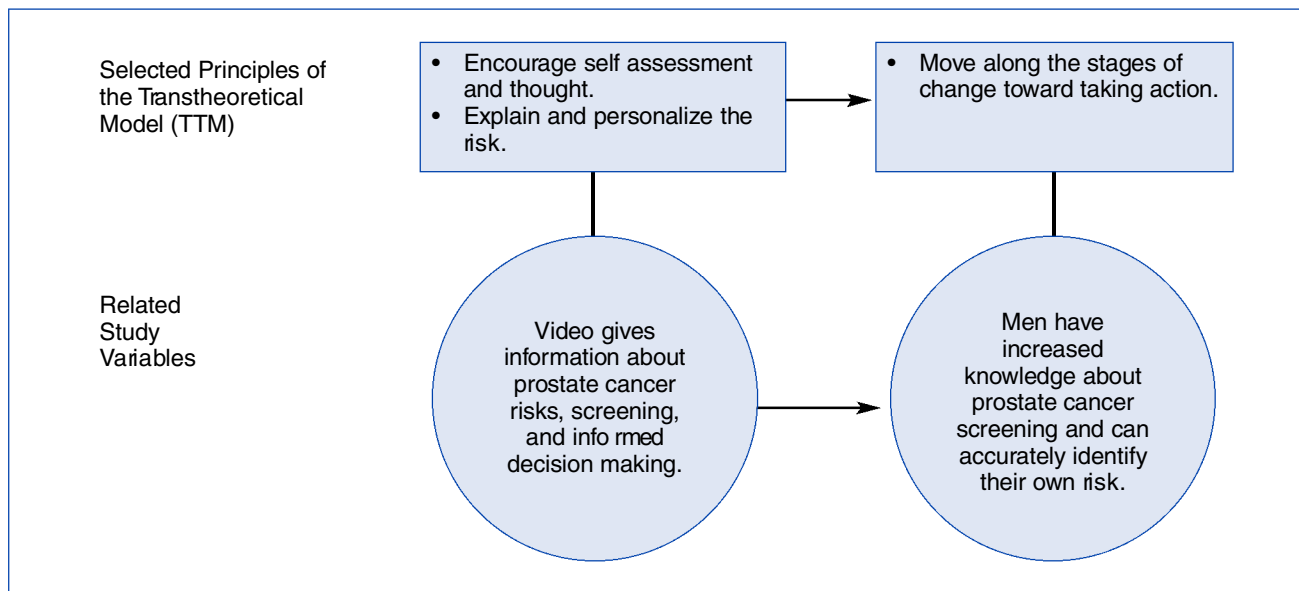 Selected Principles of
the Transtheoretical
Model (TTM)
• Encourage self assessment
and thought.
• Explain and personalize the
risk.
• Move along the stages of
change toward taking action.
Related
Study
Variables
Video gives
information about
prostate cancer
risks, screening,
and info rmed
decision making.
Men have
increased
knowledge about
prostate cancer
screening and can
accurately identify
their own risk.